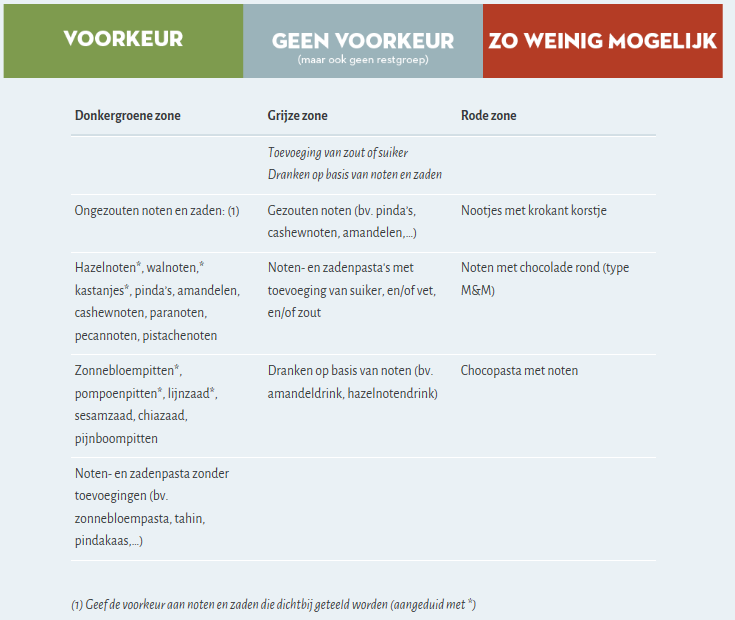 VOORKEUR
GEEN VOORKEUR
(maar ook geen restgroep)
ZO WEINIG MOGELIJK
Donkergroene zone
Grijze zone
Rode zone
Toevoeging van zout of suiker
Dranken op basis van noten en zaden
Ongezouten noten en zaden: (1)
Gezouten noten (bv. pinda's,
cashewnoten, amandelen,...)
Nootjes met krokant korstje
Hazelnoten*, walnoten,*
kastanjes*, pinda's, amandelen,
cashewnoten, paranoten,
pecannoten, pistachenoten
Noten- en zadenpasta's met
toevoeging van suiker, en/of vet,
en/of zout
Noten met chocolade rond (type
M&M)
Zonnebloempitten*,
pompoenpitten*, lijnzaad*,
sesamzaad, chiazaad,
pijnboompitten
Dranken op basis van noten (bv.
amandeldrink, hazelnotendrink)
Chocopasta met noten
Noten- en zadenpasta zonder
toevoegingen (bv.
zonnebloempasta, tahin,
pindakaas,...)
(1) Geef de voorkeur aan noten en zaden die dichtbij geteeld worden (aangeduid met *)